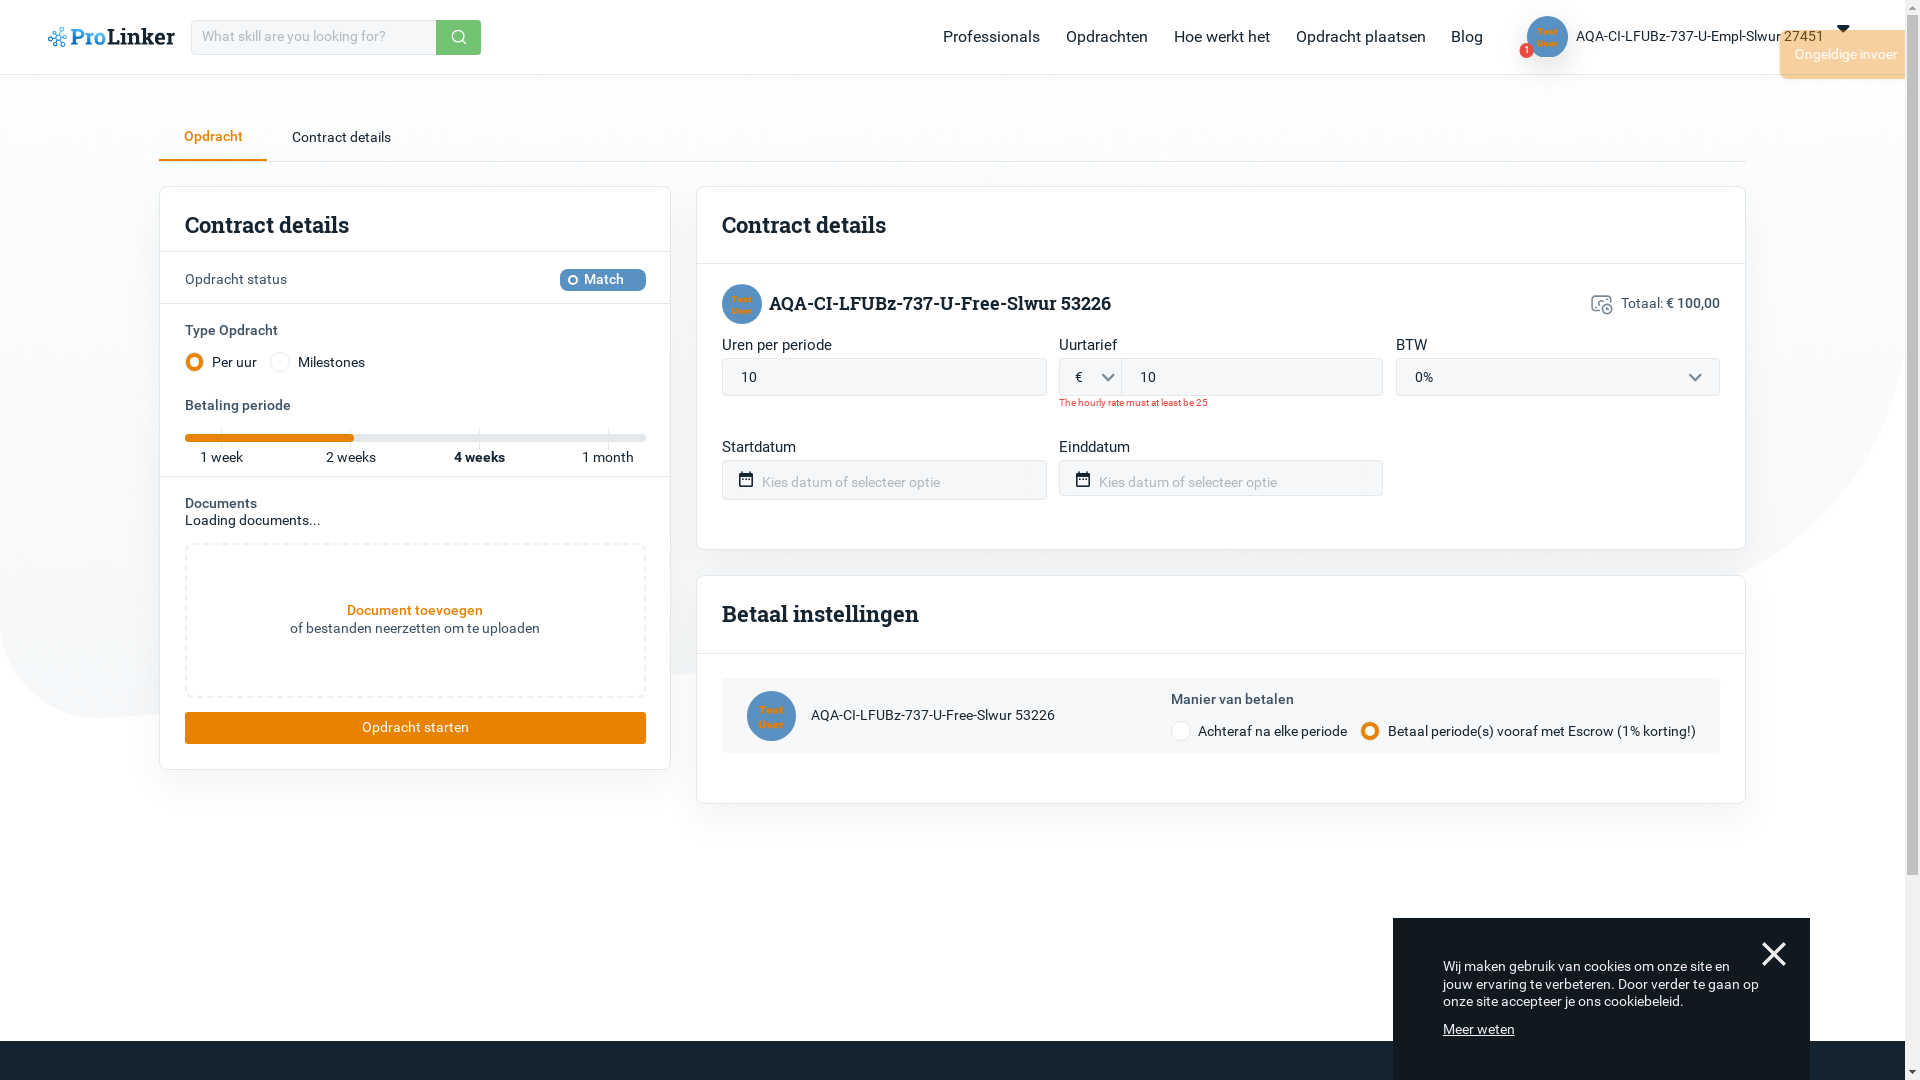 ProLinker
What skill are you looking for?
Professionals
Opdrachten
Hoe werkt het
Opdracht plaatsen
Blog
Test
User
1
AQA-CI-LFUBz-737-U-Empl-Slwur 27451
Ongeldige invoer
Opdracht
Contract details
Contract details
Opdracht status
Match
Type Opdracht
Per uur
Milestones
Betaling periode
1 week
2 weeks
4 weeks
1 month
Documents
Loading documents...
Document toevoegen
of bestanden neerzetten om te uploaden
Opdracht starten
Contract details
Test
User
AQA-CI-LFUBz-737-U-Free-Slwur 53226
Totaal: € 100,00
Uren per periode
Uurtarief
BTW
10
€
10
0%
The hourly rate must at least be 25
Startdatum
Einddatum
Kies datum of selecteer optie
Kies datum of selecteer optie
Betaal instellingen
Test
User
AQA-CI-LFUBz-737-U-Free-Slwur 53226
Manier van betalen
Achteraf na elke periode
Betaal periode(s) vooraf met Escrow (1% korting!)
Wij maken gebruik van cookies om onze site en
jouw ervaring te verbeteren. Door verder te gaan op
onze site accepteer je ons cookiebeleid.
Meer weten